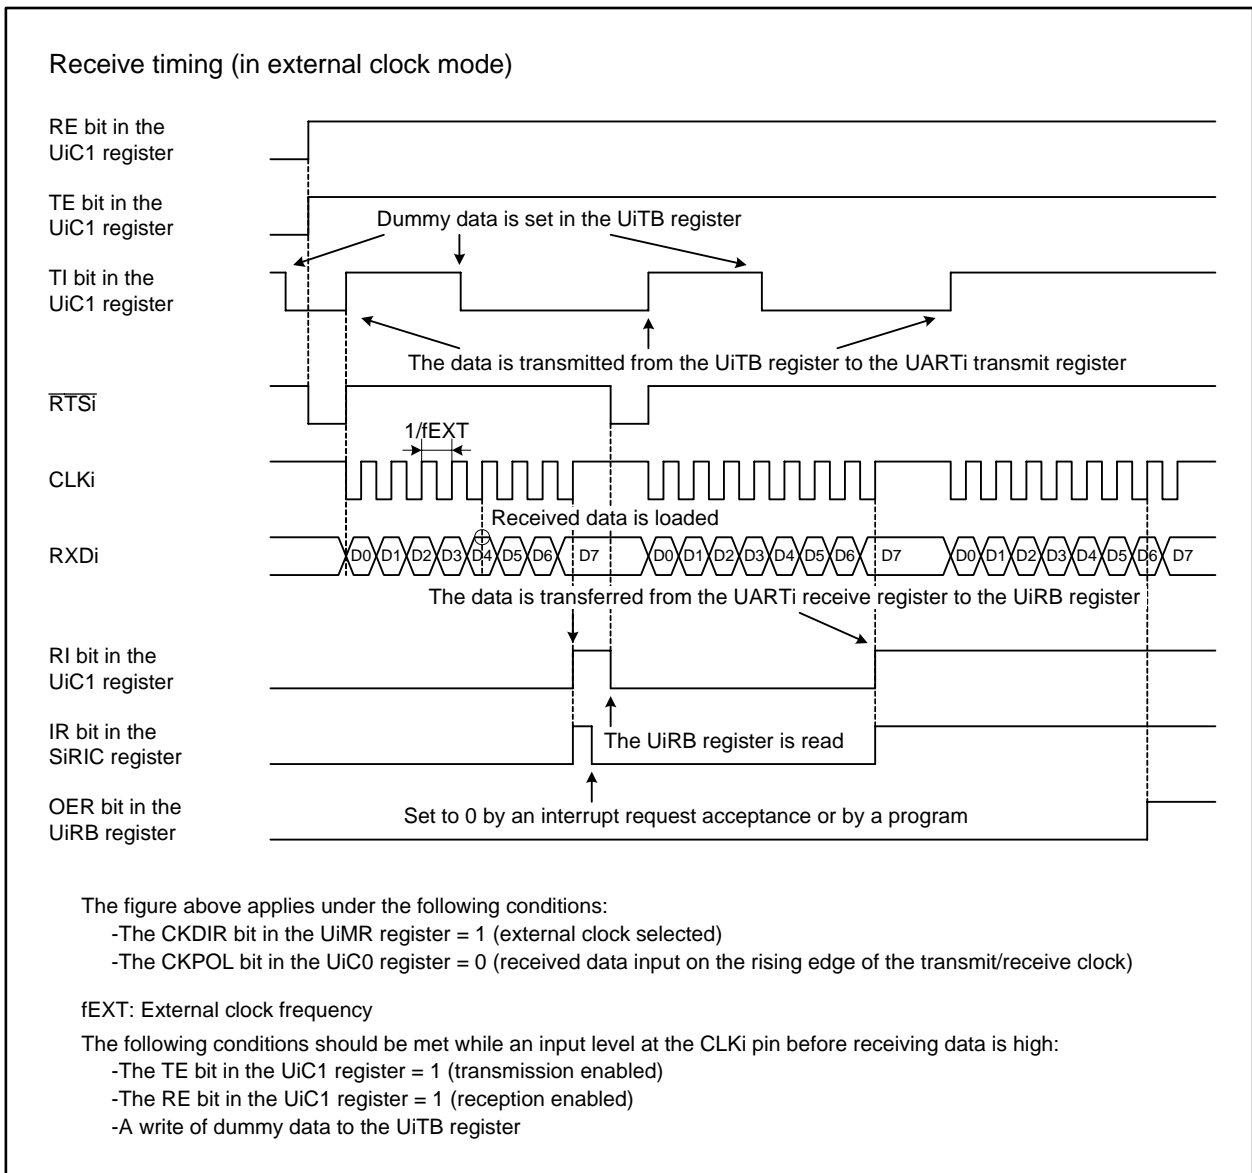 Receive timing (in external clock mode)
RE bit in the
UiC1 register
TE bit in the
UiC1 register
Dummy data is set in the UiTB register
TI bit in the
UiC1 register
The data is transmitted from the UiTB register to the UARTi transmit register
RTSi
1/fEXT
CLKi
Received data is loaded
RXDi
D0 D1 D2 D3 D4 D5 D6 D7 D0 D1 D2 D3 D4 D5 D6 D7 D0 D1 D2 D3 D4 D5 D6 D7
The data is transferred from the UARTi receive register to the UiRB register
RI bit in the
UiC1 register
IR bit in the
SiRIC register
The UiRB register is read
OER bit in the
UiRB register
Set to 0 by an interrupt request acceptance or by a program
The figure above applies under the following conditions:
-The CKDIR bit in the UiMR register = 1 (external clock selected)
-The CKPOL bit in the UiC0 register = 0 (received data input on the rising edge of the transmit/receive clock)
fEXT: External clock frequency
The following conditions should be met while an input level at the CLKi pin before receiving data is high:
-The TE bit in the UiC1 register = 1 (transmission enabled)
-The RE bit in the UiC1 register = 1 (reception enabled)
-A write of dummy data to the UiTB register